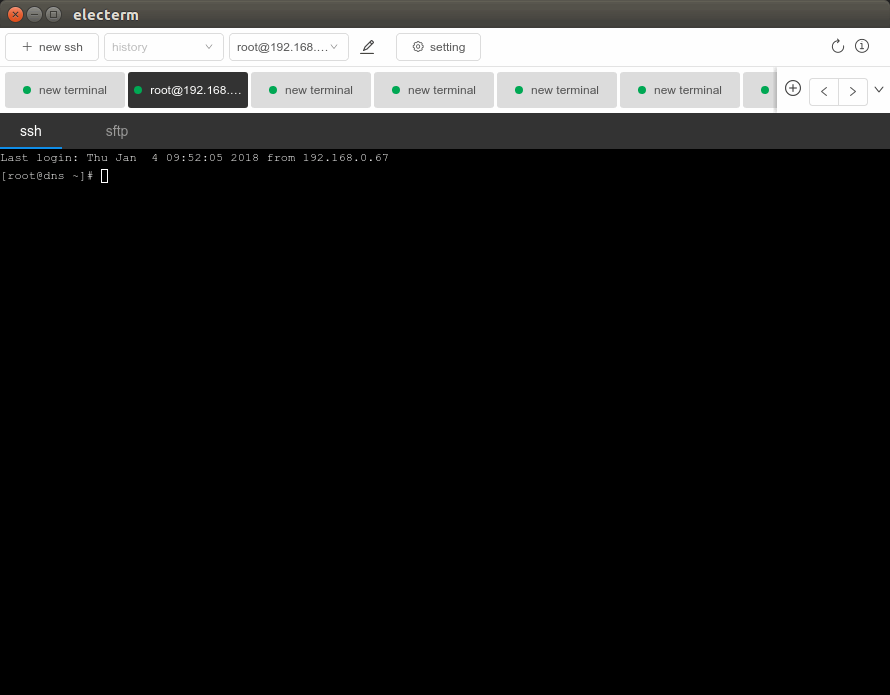 electerm
new ssh history root@192.168.... setting
new terminal root@192.168.... new terminal new terminal new terminal new terminal
ssh sftp
Last login: Thu Jan  4 09:52:05 2018 from 192.168.0.67
[root@dns ~]#